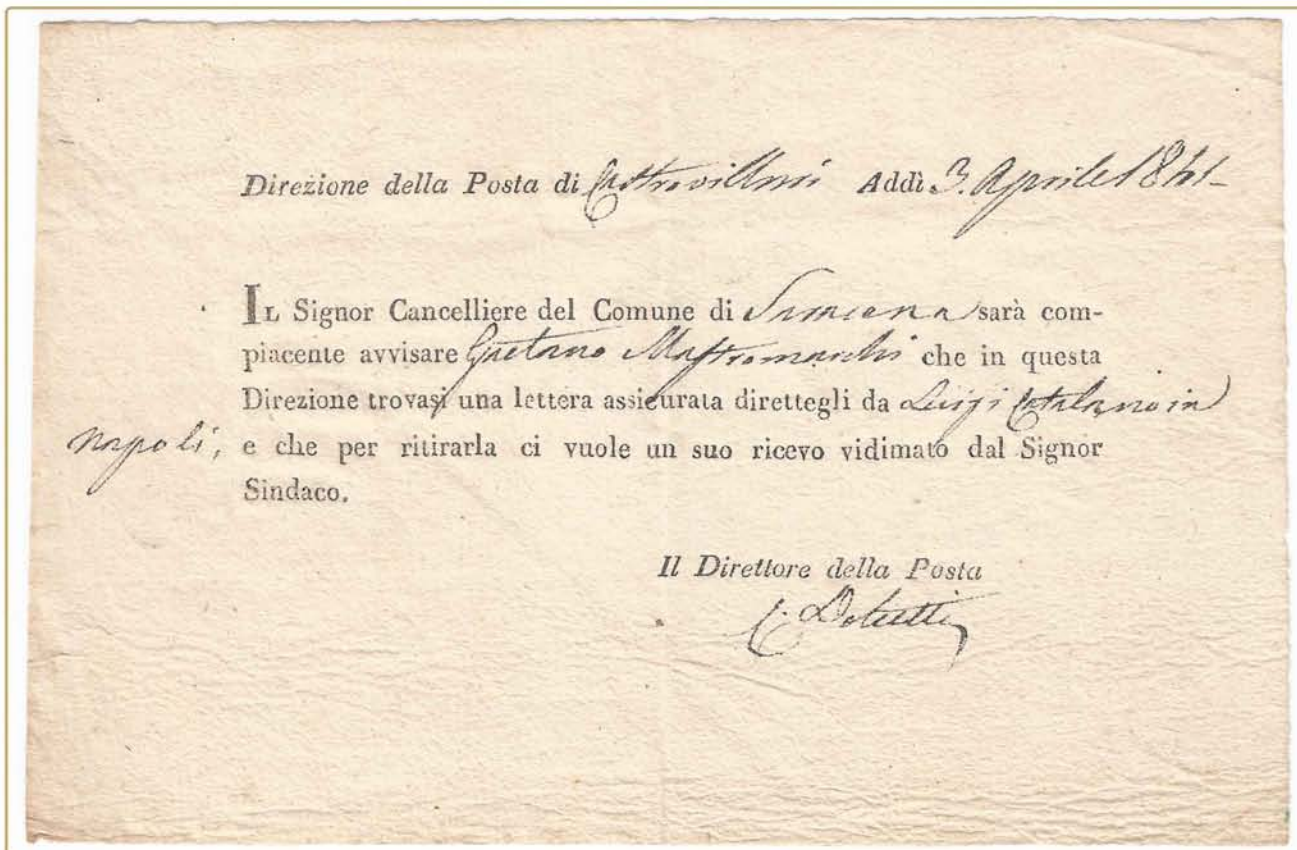 Direzione della Posta di Castrovillari Addì 3. Aprile 1841-
IL Signor Cancelliere del Comune di sarà com-
piacente avvisare Gaetano Mastromarchi che in questa
Direzione trovasi una lettera assicurata direttegli da Luigi Catalano in
napoli, e che per ritirarla ci vuole un suo ricevo vidimato dal Signor
Sindaco.
Il Direttore della Posta